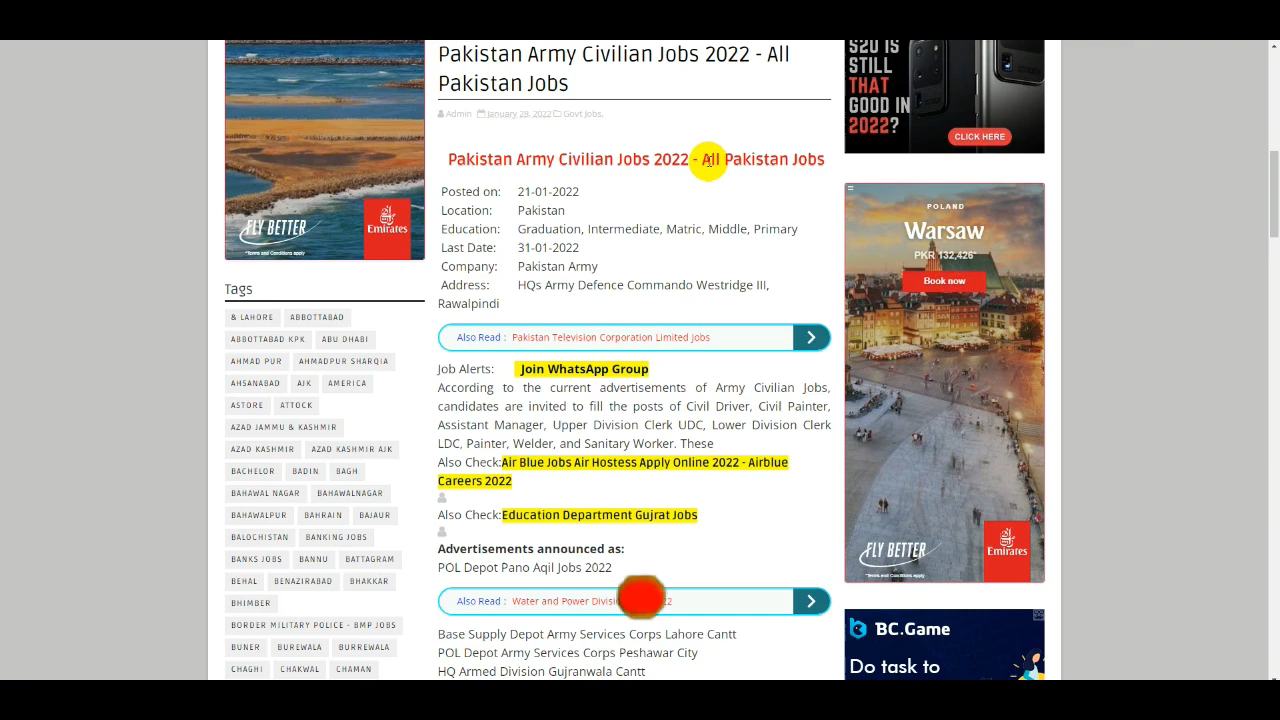 Pakistan Army Civilian Jobs 2022 - All
Pakistan Jobs
Admin January 28, 2022 Govt Jobs,
Pakistan Army Civilian Jobs 2022 - All Pakistan Jobs
Posted on: 21-01-2022
Location: Pakistan
Education: Graduation, Intermediate, Matric, Middle, Primary
Last Date: 31-01-2022
Company: Pakistan Army
Address: HQs Army Defence Commando Westridge III,
Rawalpindi
Also Read : Pakistan Television Corporation Limited Jobs
Job Alerts: Join WhatsApp Group
According to the current advertisements of Army Civilian Jobs,
candidates are invited to fill the posts of Civil Driver, Civil Painter,
Assistant Manager, Upper Division Clerk UDC, Lower Division Clerk
LDC, Painter, Welder, and Sanitary Worker. These
Also Check:Air Blue Jobs Air Hostess Apply Online 2022 - Airblue
Careers 2022
Also Check:Education Department Gujrat Jobs
Advertisements announced as:
POL Depot Pano Aqil Jobs 2022
Also Read : Water and Power
Base Supply Depot Army Services Corps Lahore Cantt
POL Depot Army Services Corps Peshawar City
HQ Armed Division Gujranwala Cantt
FLY BETTER
Emirates
*Terms and Conditions apply
Tags
& LAHORE ABBOTTABAD
ABBOTTABAD KPK ABU DHABI
AHMAD PUR AHMADPUR SHARQIA
AHSANABAD AJK AMERICA
ASTORE ATTOCK
AZAD JAMMU & KASHMIR
AZAD KASHMIR AZAD KASHMIR AJK
BACHELOR BADIN BAGH
BAHAWAL NAGAR BAHAWALNAGAR
BAHAWALPUR BAHRAIN BAJAUR
BALOCHISTAN BANKING JOBS
BANKS JOBS BANNU BATTAGRAM
BEHAL BENAZIRABAD BHAKKAR
BHIMBER
BORDER MILITARY POLICE - BMP JOBS
BUNER BUREWALA BURREWALA
CHAGHI CHAKWAL CHAMAN
S20 IS
STILL
THAT
GOOD IN
2022?
CLICK HERE
POLAND
Warsaw
PKR 132,426*
Book now
FLY BETTER
Emirates
*Terms and Conditions apply
BC.Game
Do task to